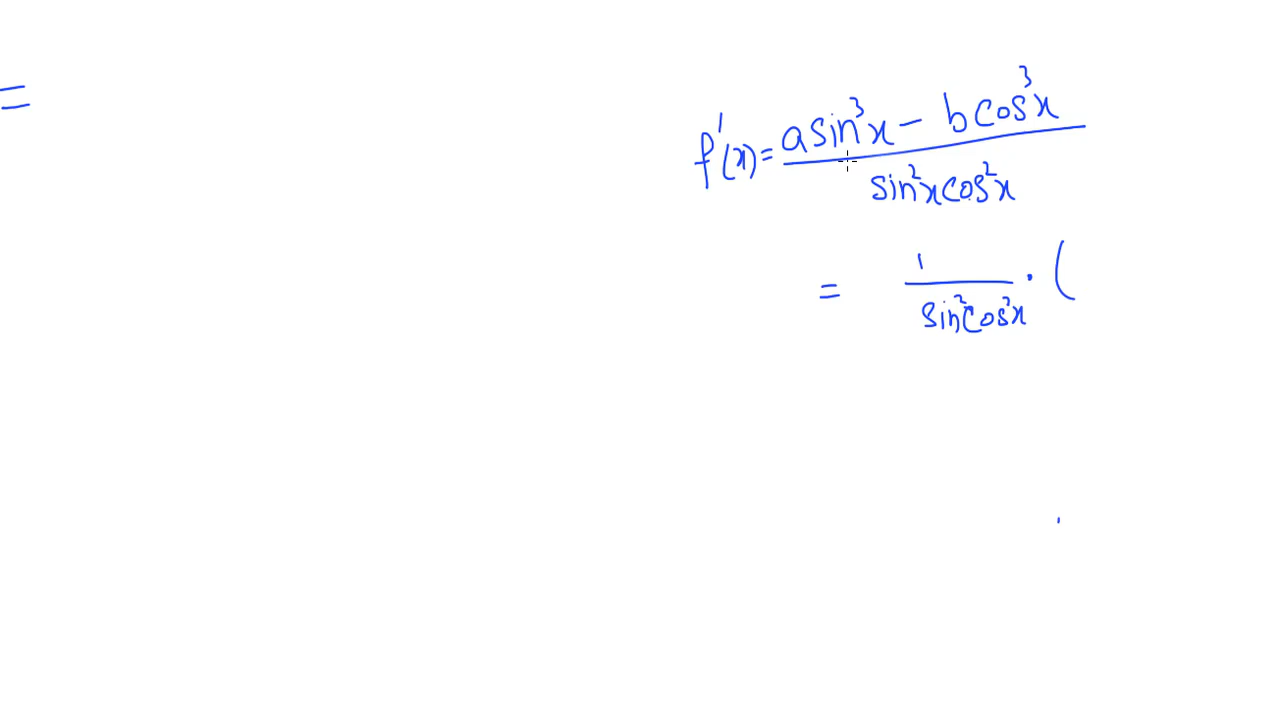 =
f'(x) = (a sin³x − b cos³x) / (sin²x cos²x)
= 1 / (sin²cos²x) · (